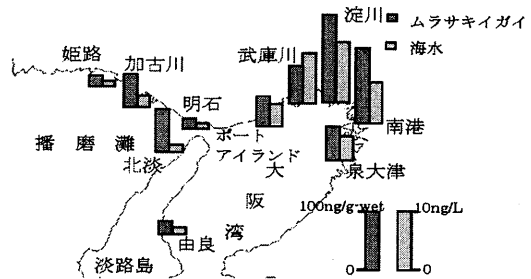 淀川
ムラサキイガイ
海水
姫路
加古川
武庫川
明石
ポート
アイランド
南港
播磨灘
北淡
大阪湾
泉大津
100ng/g-wet
10ng/L
由良
淡路島
0
0